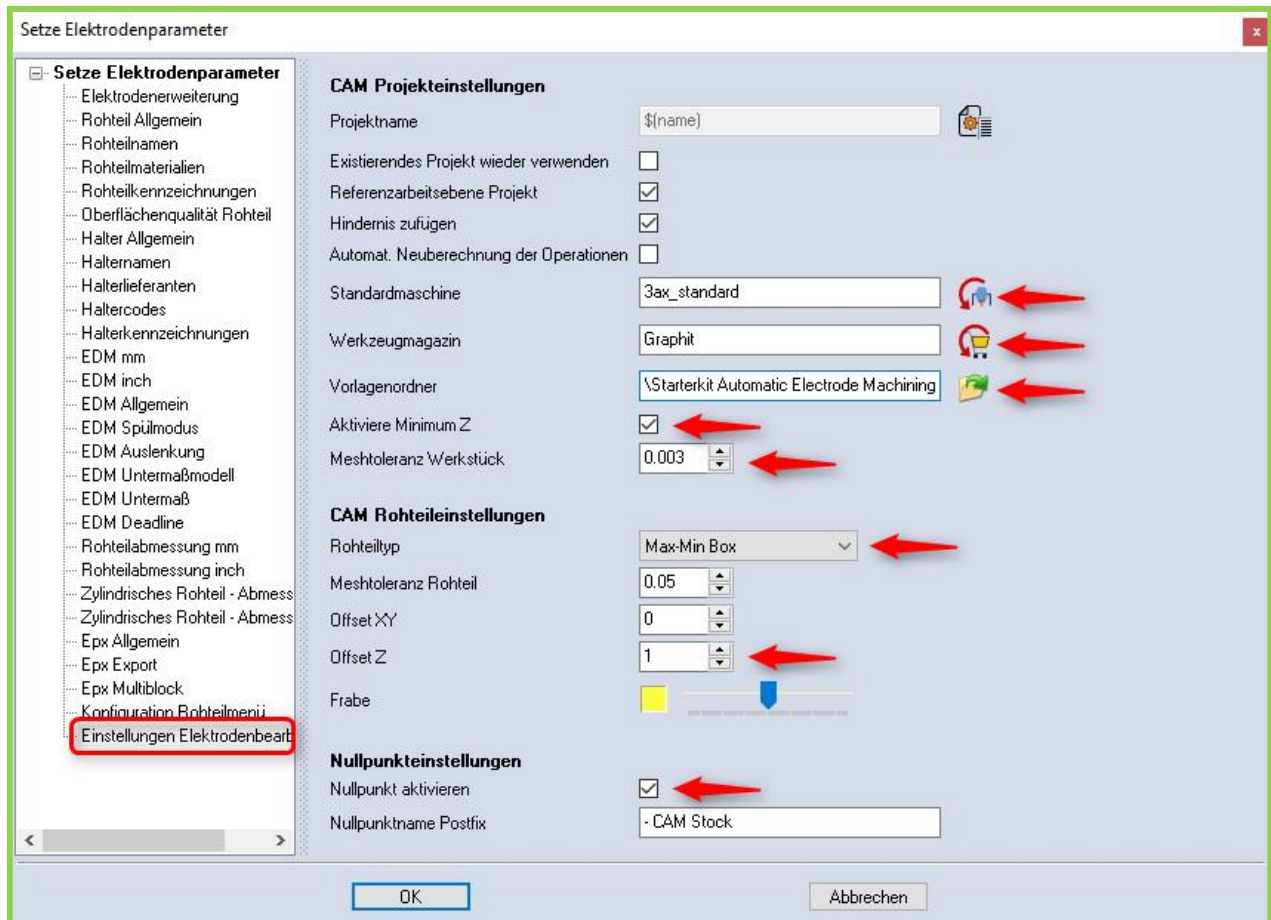 Setze Elektrodenparameter
x
Setze Elektrodenparameter
Elektrodenerweiterung
Rohteil Allgemein
Rohteilnamen
Rohteilmaterialien
Rohteilkennzeichnungen
Oberflächenqualität Rohteil
Halter Allgemein
Halternamen
Halterlieferanten
Haltercodes
Halterkennzeichnungen
EDM mm
EDM inch
EDM Allgemein
EDM Spülmodus
EDM Auslenkung
EDM Untermaßmodell
EDM Untermaß
EDM Deadline
Rohteilabmessung mm
Rohteilabmessung inch
Zylindrisches Rohteil - Abmess
Zylindrisches Rohteil - Abmess
Epx Allgemein
Epx Export
Epx Multiblock
Konfiguration Rohteilmenü
Einstellungen Elektrodenbearb
CAM Projekteinstellungen
Projektname $(name)
Existierendes Projekt wieder verwenden
Referenzarbeitsebene Projekt
Hindernis zufügen
Automat. Neuberechnung der Operationen
Standardmaschine 3ax_standard
Werkzeugmagazin Graphit
Vorlagenordner \Starterkit Automatic Electrode Machining
Aktiviere Minimum Z
Meshtoleranz Werkstück 0.003
CAM Rohteileinstellungen
Rohteiltyp Max-Min Box
Meshtoleranz Rohteil 0.05
Offset XY 0
Offset Z 1
Frabe
Nullpunkteinstellungen
Nullpunkt aktivieren
Nullpunktname Postfix - CAM Stock
OK Abbrechen